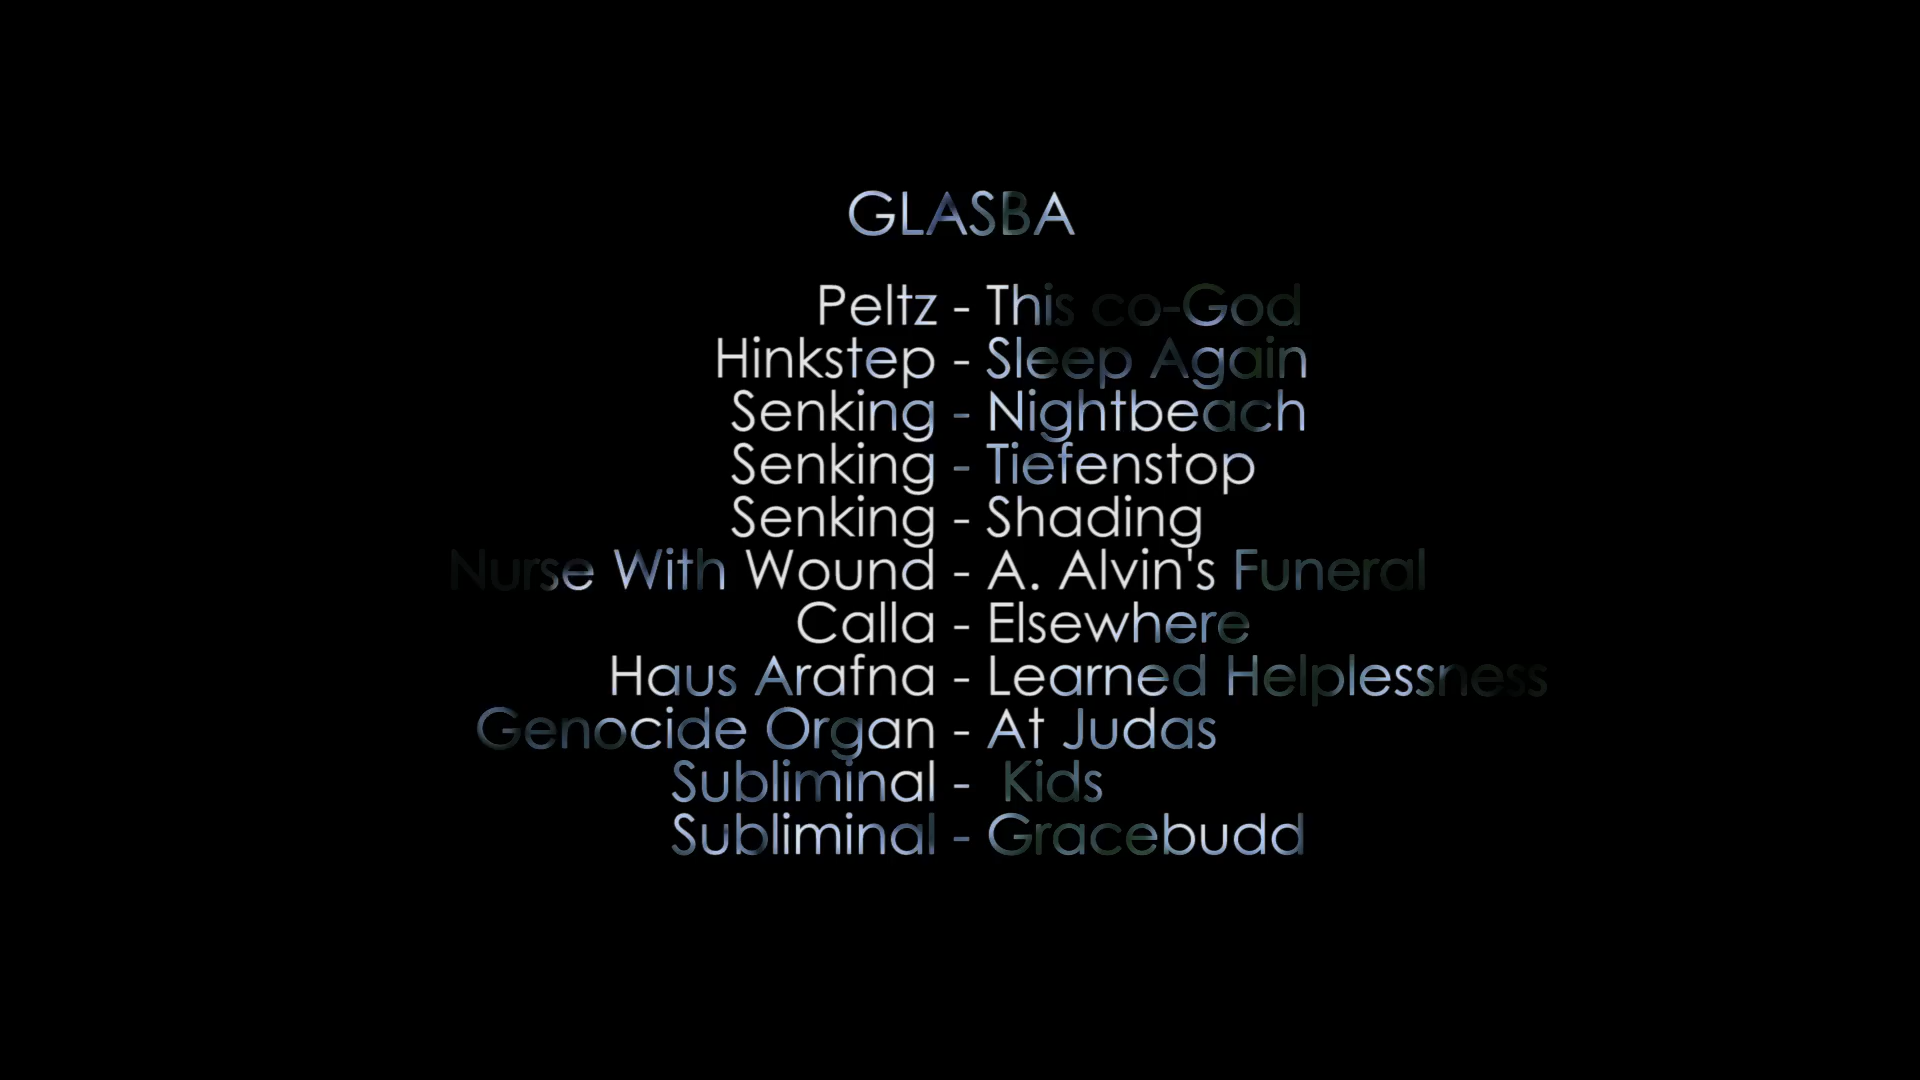 GLASBA
Peltz - This co-God
Hinkstep - Sleep Again
Senking - Nightbeach
Senking - Tiefenstop
Senking - Shading
Nurse With Wound - A. Alvin's Funeral
Calla - Elsewhere
Haus Arafna - Learned Helplessness
Genocide Organ - At Judas
Subliminal - Kids
Subliminal - Gracebudd